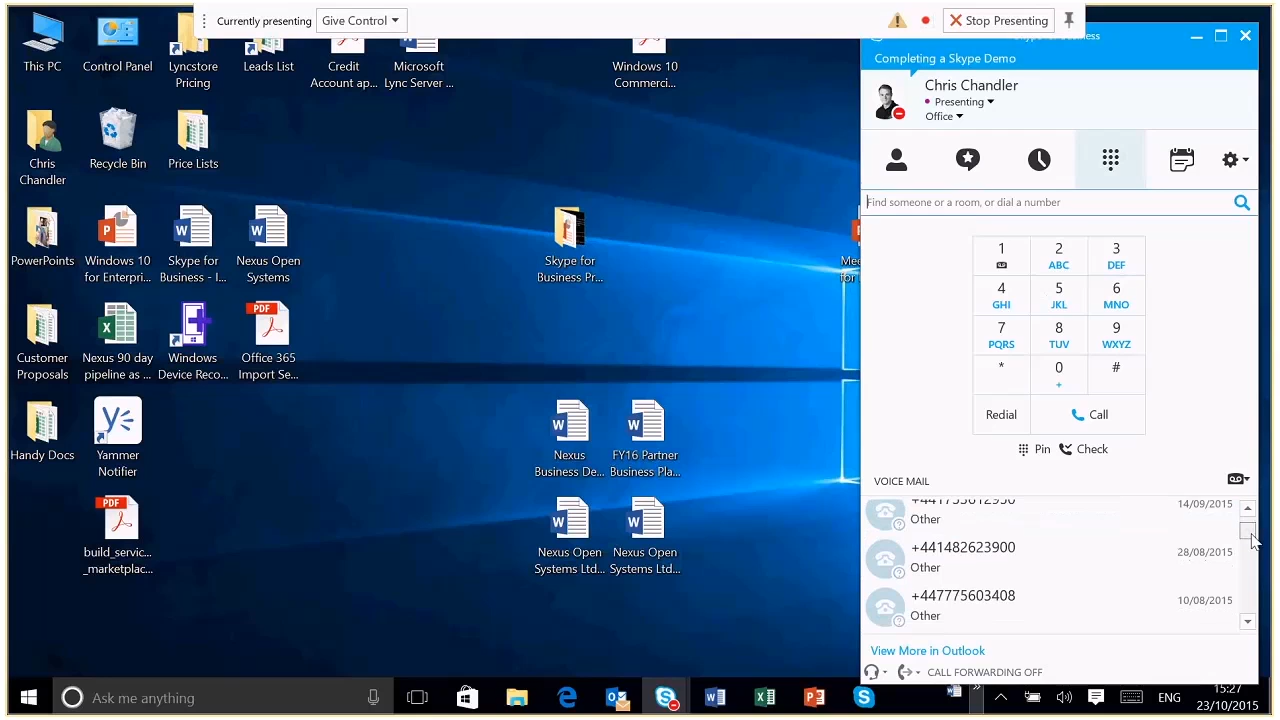 Currently presenting
Give Control
Stop Presenting
This PC
Control Panel
Lyncstore
Pricing
Leads List
Credit
Account ap...
Microsoft
Lync Server ...
Windows 10
Commerci...
Chris
Chandler
Recycle Bin
Price Lists
PowerPoints
Windows 10
for Enterpri...
Skype for
Business - I...
Nexus Open
Systems
Skype for
Business Pr...
PDF
Customer
Proposals
Nexus 90 day
pipeline as ...
Windows
Device Reco...
Office 365
Import Se...
Handy Docs
Yammer
Notifier
Nexus
Business De...
FY16 Partner
Business Pla...
PDF
build_servic...
_marketplac...
Nexus Open
Systems Ltd...
Nexus Open
Systems Ltd...
Completing a Skype Demo
Chris Chandler
Presenting
Office
Find someone or a room, or dial a number
1
2 ABC
3 DEF
4 GHI
5 JKL
6 MNO
7 PQRS
8 TUV
9 WXYZ
*
0 +
#
Redial
Call
Pin
Check
VOICE MAIL
14/09/2015
Other
+441482623900
28/08/2015
Other
+447775603408
10/08/2015
Other
View More in Outlook
CALL FORWARDING OFF
Ask me anything
ENG
15:27
23/10/2015